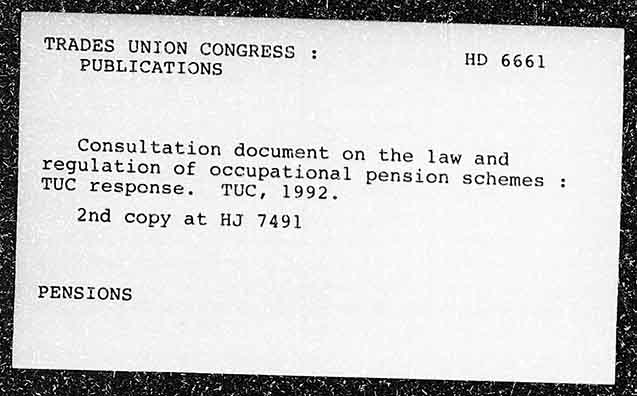 TRADES UNION CONGRESS : HD 6661
PUBLICATIONS
Consultation document on the law and
regulation of occupational pension schemes :
TUC response. TUC, 1992.
2nd copy at HJ 7491
PENSIONS